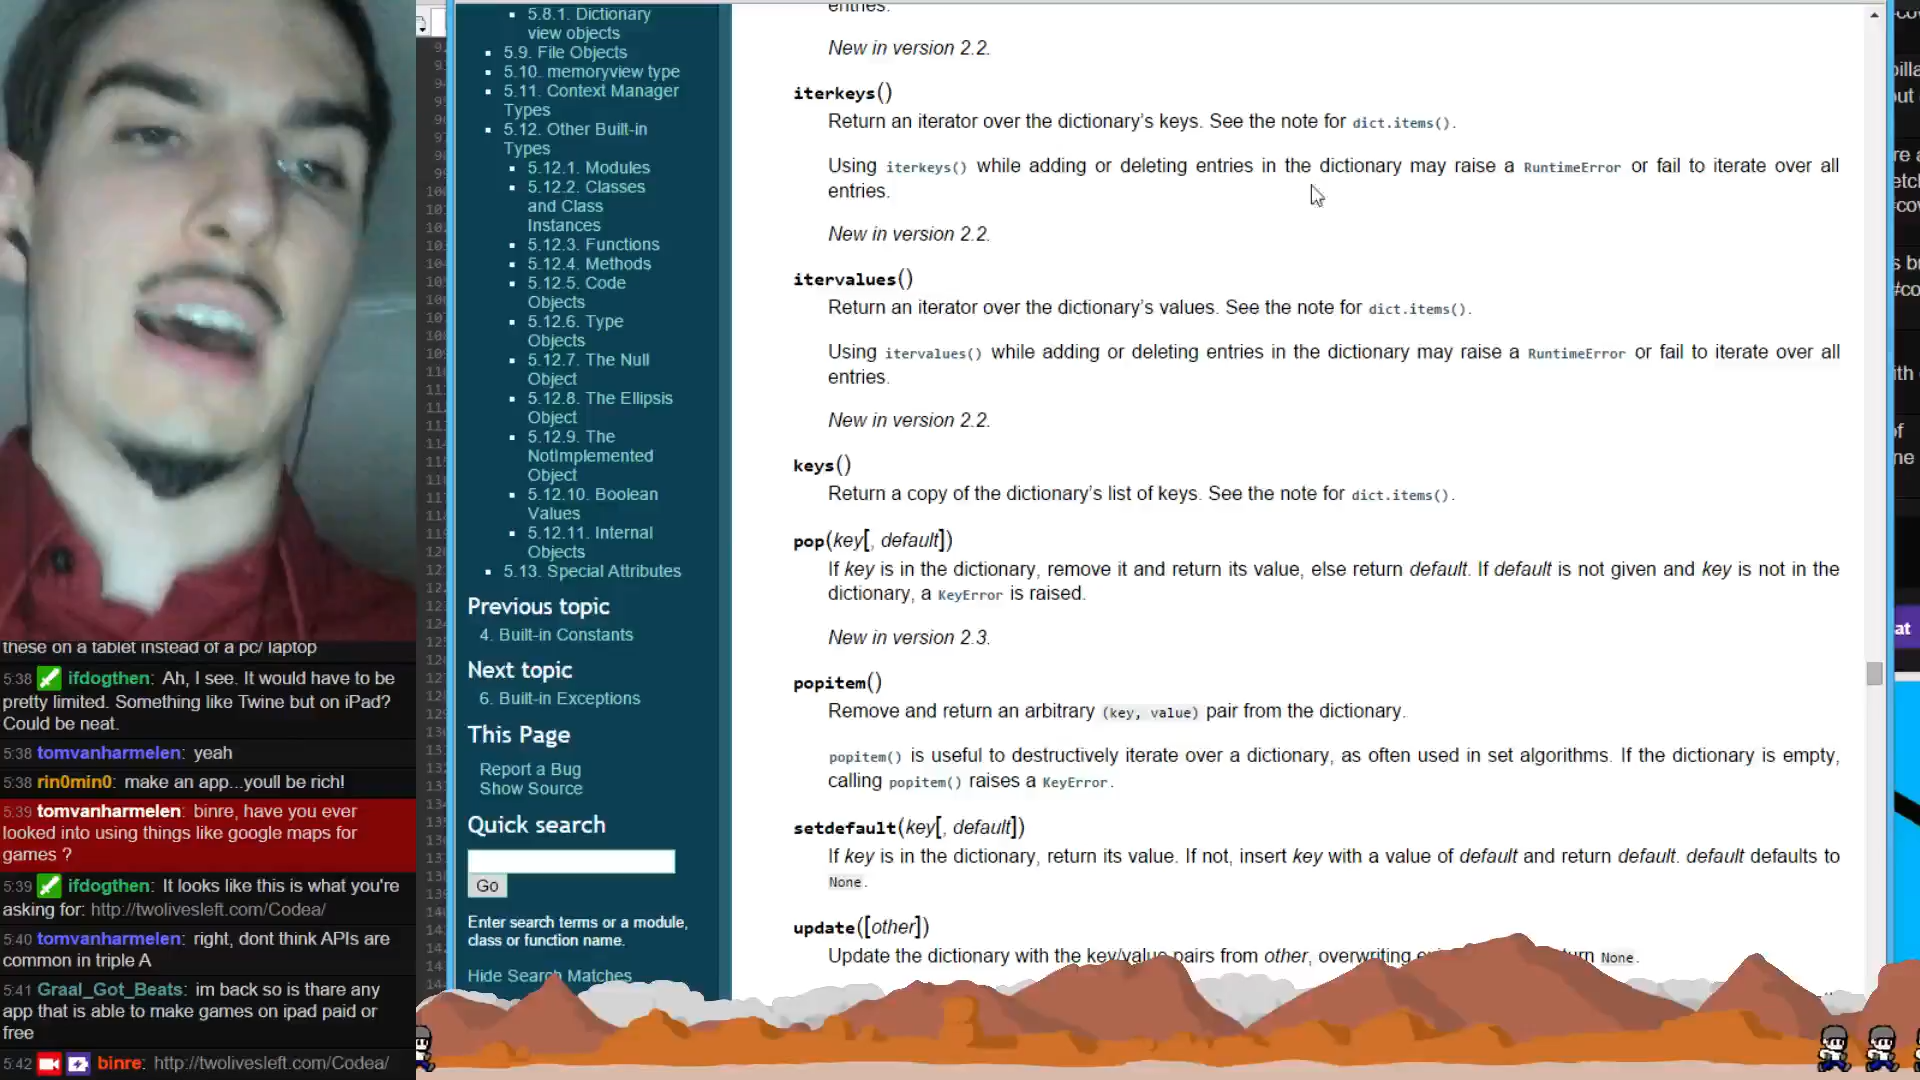 these on a tablet instead of a pc/ laptop
5:38 ifdogthen: Ah, I see. It would have to be
pretty limited. Something like Twine but on iPad?
Could be neat.
5:38 tomvanharmelen: yeah
5:38 rin0min0: make an app...youll be rich!
5:39 tomvanharmelen: binre, have you ever
looked into using things like google maps for
games ?
5:39 ifdogthen: It looks like this is what you're
asking for: http://twolivesleft.com/Codea/
5:40 tomvanharmelen: right, dont think APIs are
common in triple A
5:41 Graal_Got_Beats: im back so is thare any
app that is able to make games on ipad paid or
free
5:42 binre: http://twolivesleft.com/Codea/
5.8.1. Dictionary
view objects
5.9. File Objects
5.10. memoryview type
5.11. Context Manager
Types
5.12. Other Built-in
Types
5.12.1. Modules
5.12.2. Classes
and Class
Instances
5.12.3. Functions
5.12.4. Methods
5.12.5. Code
Objects
5.12.6. Type
Objects
5.12.7. The Null
Object
5.12.8. The Ellipsis
Object
5.12.9. The
NotImplemented
Object
5.12.10. Boolean
Values
5.12.11. Internal
Objects
5.13. Special Attributes
Previous topic
4. Built-in Constants
Next topic
6. Built-in Exceptions
This Page
Report a Bug
Show Source
Quick search
Go
Enter search terms or a module,
class or function name.
Hide Search Matches
entries.
New in version 2.2.
iterkeys()
Return an iterator over the dictionary’s keys. See the note for dict.items().
Using iterkeys() while adding or deleting entries in the dictionary may raise a RuntimeError or fail to iterate over all
entries.
New in version 2.2.
itervalues()
Return an iterator over the dictionary’s values. See the note for dict.items().
Using itervalues() while adding or deleting entries in the dictionary may raise a RuntimeError or fail to iterate over all
entries.
New in version 2.2.
keys()
Return a copy of the dictionary’s list of keys. See the note for dict.items().
pop(key[, default])
If key is in the dictionary, remove it and return its value, else return default. If default is not given and key is not in the
dictionary, a KeyError is raised.
New in version 2.3.
popitem()
Remove and return an arbitrary (key, value) pair from the dictionary.
popitem() is useful to destructively iterate over a dictionary, as often used in set algorithms. If the dictionary is empty,
calling popitem() raises a KeyError.
setdefault(key[, default])
If key is in the dictionary, return its value. If not, insert key with a value of default and return default. default defaults to
None.
update([other])
Update the dictionary with the key/value pairs from other, overwriting None.